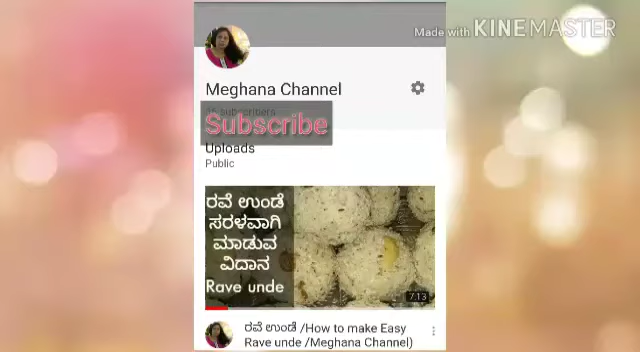 Made with KINEMASTER
Meghana Channel
subscribers
Subscribe
Uploads
Public
ರವೆ ಉಂಡೆ
ಸರಳವಾಗಿ
ಮಾಡುವ
ವಿಧಾನ
Rave unde
7:13
ರವೆ ಉಂಡೆ /How to make Easy
Rave unde /Meghana Channel)